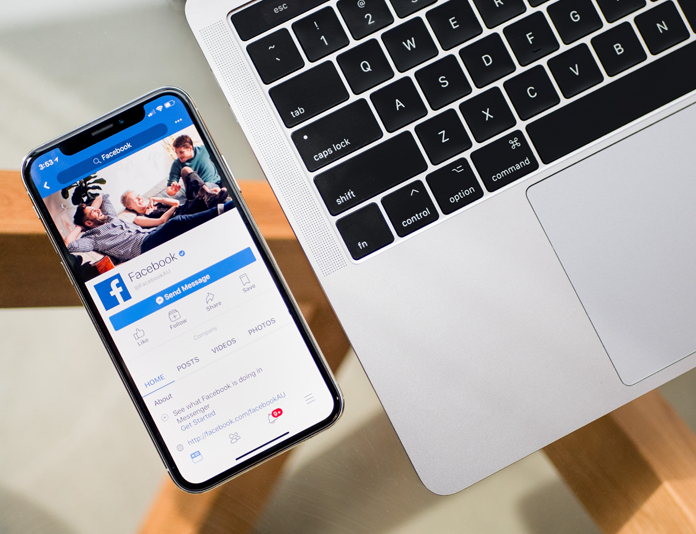 3:53
Facebook
Facebook
@facebookAU
Send Message
Like
Follow
Share
Save
Company
HOME
POSTS
VIDEOS
PHOTOS
About
See what Facebook is doing in
Messenger
Get Started
http://facebook.com/facebookAU
9+
esc
~
`
!
1
@
2
tab
Q
W
E
R
caps lock
A
S
D
F
G
shift
Z
X
C
V
B
N
fn
control
option
command